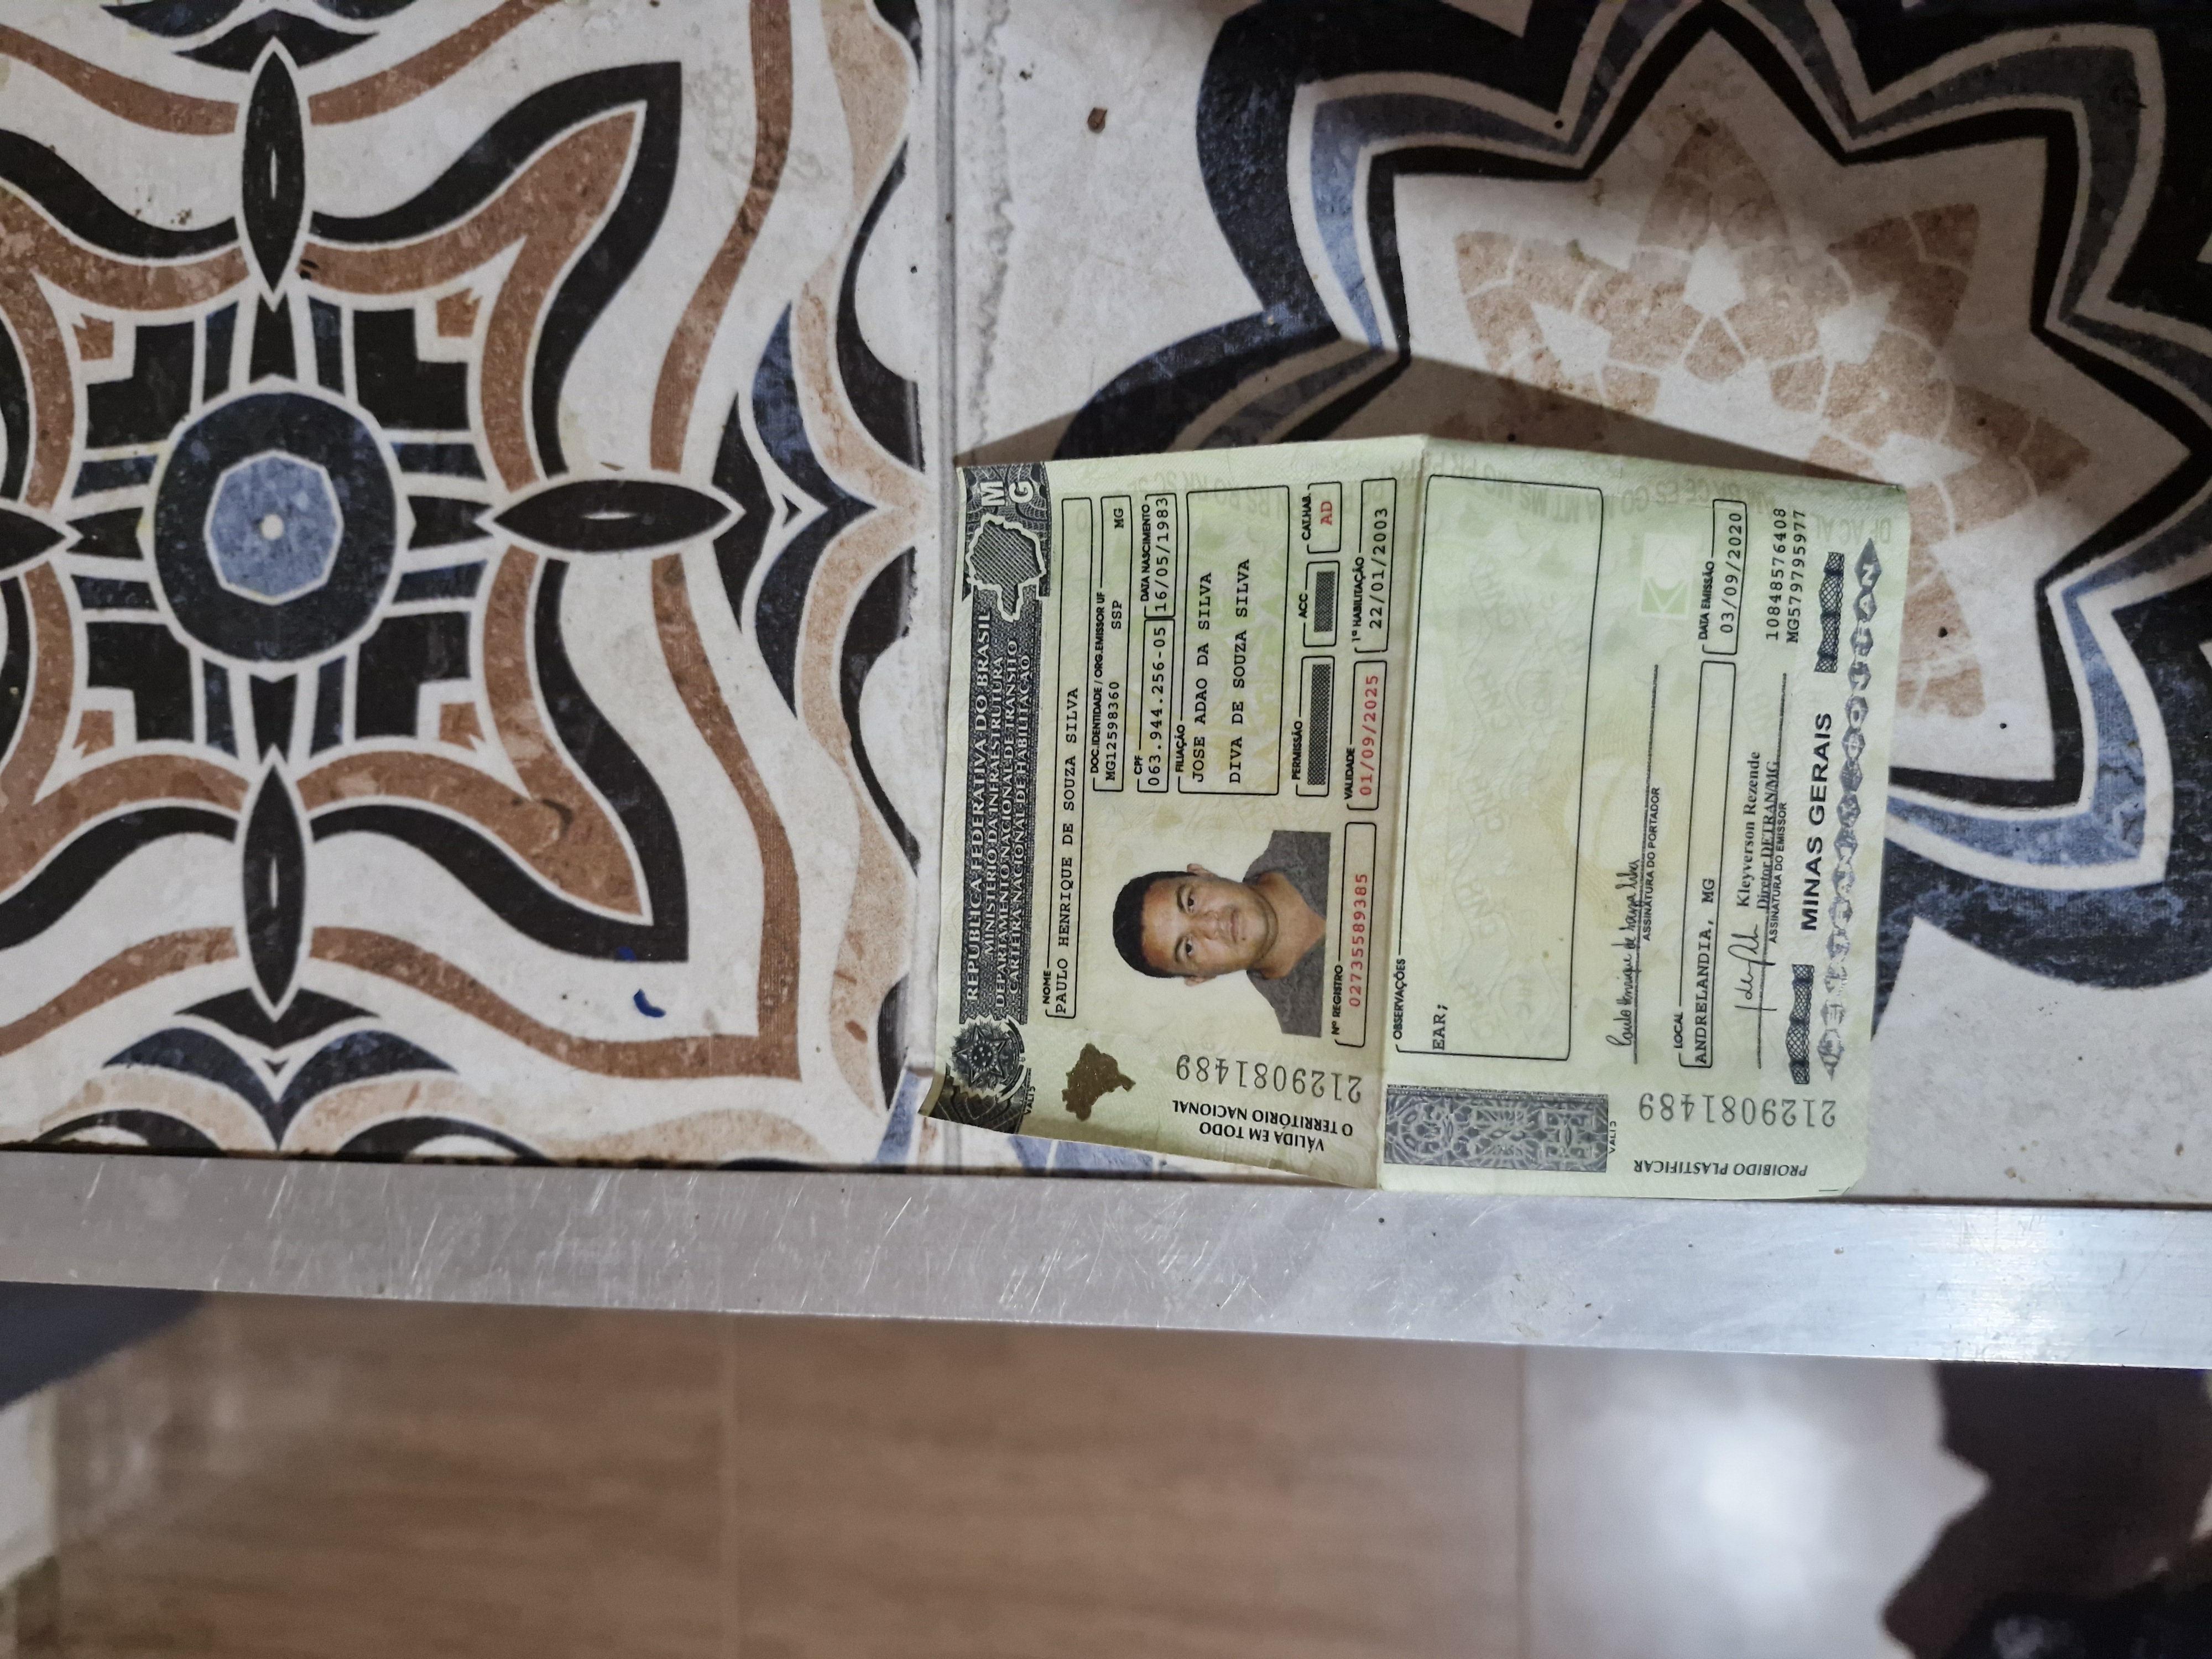 REPÚBLICA FEDERATIVA DO BRASIL
MINISTÉRIO DA INFRAESTRUTURA
DEPARTAMENTO NACIONAL DE TRÂNSITO
CARTEIRA NACIONAL DE HABILITAÇÃO
M
G
NOME
PAULO HENRIQUE DE SOUZA SILVA
DOC.IDENTIDADE / ORG.EMISSOR UF
MG12598360 SSP MG
CPF
063.944.256-05
DATA NASCIMENTO
16/05/1983
FILIAÇÃO
JOSE ADAO DA SILVA
DIVA DE SOUZA SILVA
PERMISSÃO
ACC
CAT.HAB.
AD
Nº REGISTRO
02735589385
VALIDADE
01/09/2025
1ª HABILITAÇÃO
22/01/2003
VÁLIDA EM TODO
O TERRITÓRIO NACIONAL
2129081489
OBSERVAÇÕES
EAR;
Paulo Henrique de Souza Silva
ASSINATURA DO PORTADOR
LOCAL
ANDRELANDIA, MG
DATA EMISSÃO
03/09/2020
Kleyverson Rezende
Diretor DETRAN/MG
ASSINATURA DO EMISSOR
10848576408
MG579795977
PROIBIDO PLASTIFICAR
2129081489
MINAS GERAIS